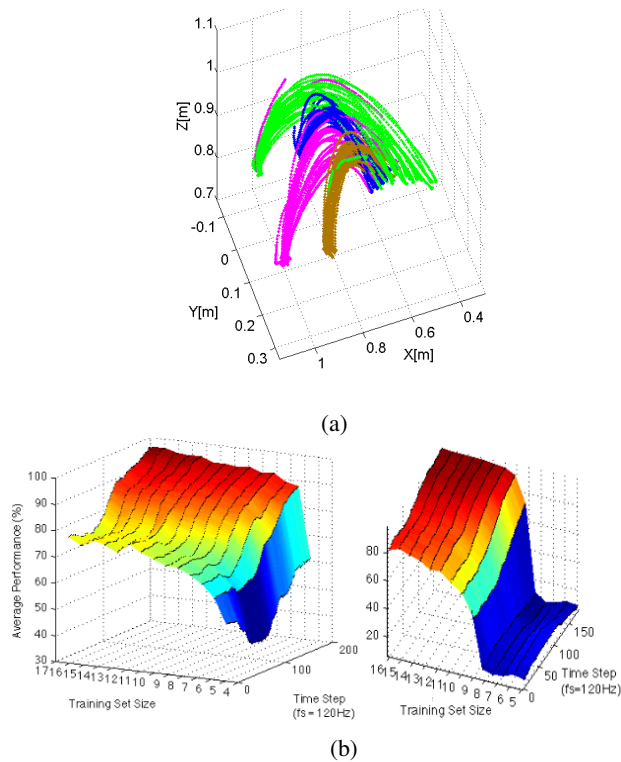 1.1
1
0.9
0.8
0.7
Z[m]
-0.1
0
0.1
0.2
0.3
Y[m]
1
0.8
0.6
0.4
X[m]
(a)
100
90
80
70
60
50
40
30
Average Performance (%)
17 16 15 14 13 12 11 10 9 8 7 6 5 4
Training Set Size
0
100
200
Time Step
(fs = 120Hz)
80
60
40
20
16 15 14 13 12 11 10 9 8 7 6 5
Training Set Size
0
50
100
150
Time Step
(fs=120Hz)
(b)